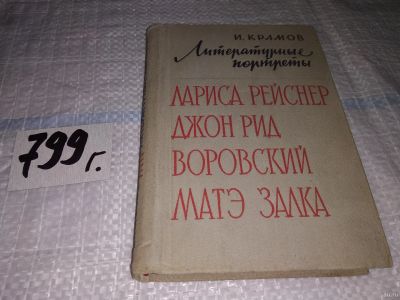 И. КРАМОВ
Литературные
портреты
ЛАРИСА РЕЙСНЕР
ДЖОН РИД
ВОРОВСКИЙ
МАТЭ ЗАЛКА
799 г.